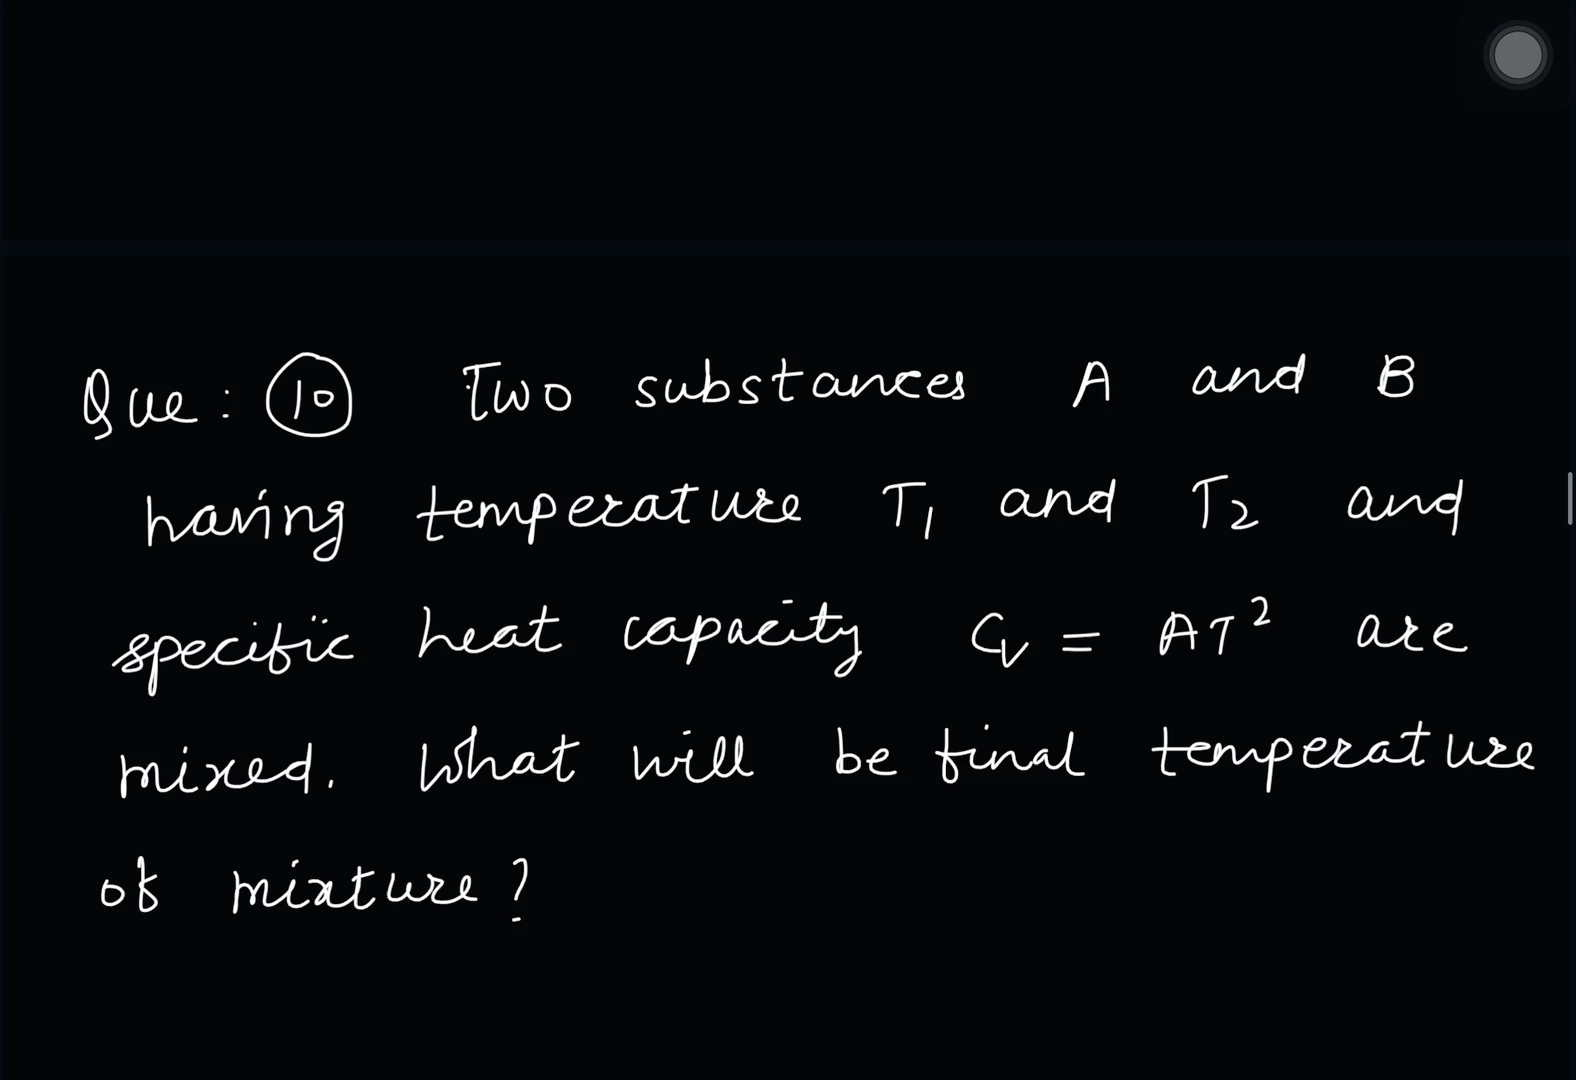 Que: 10 Two substances A and B
having temperature T₁ and T₂ and
specific heat capacity Cᵥ = AT² are
mixed. What will be final temperature
of mixture?